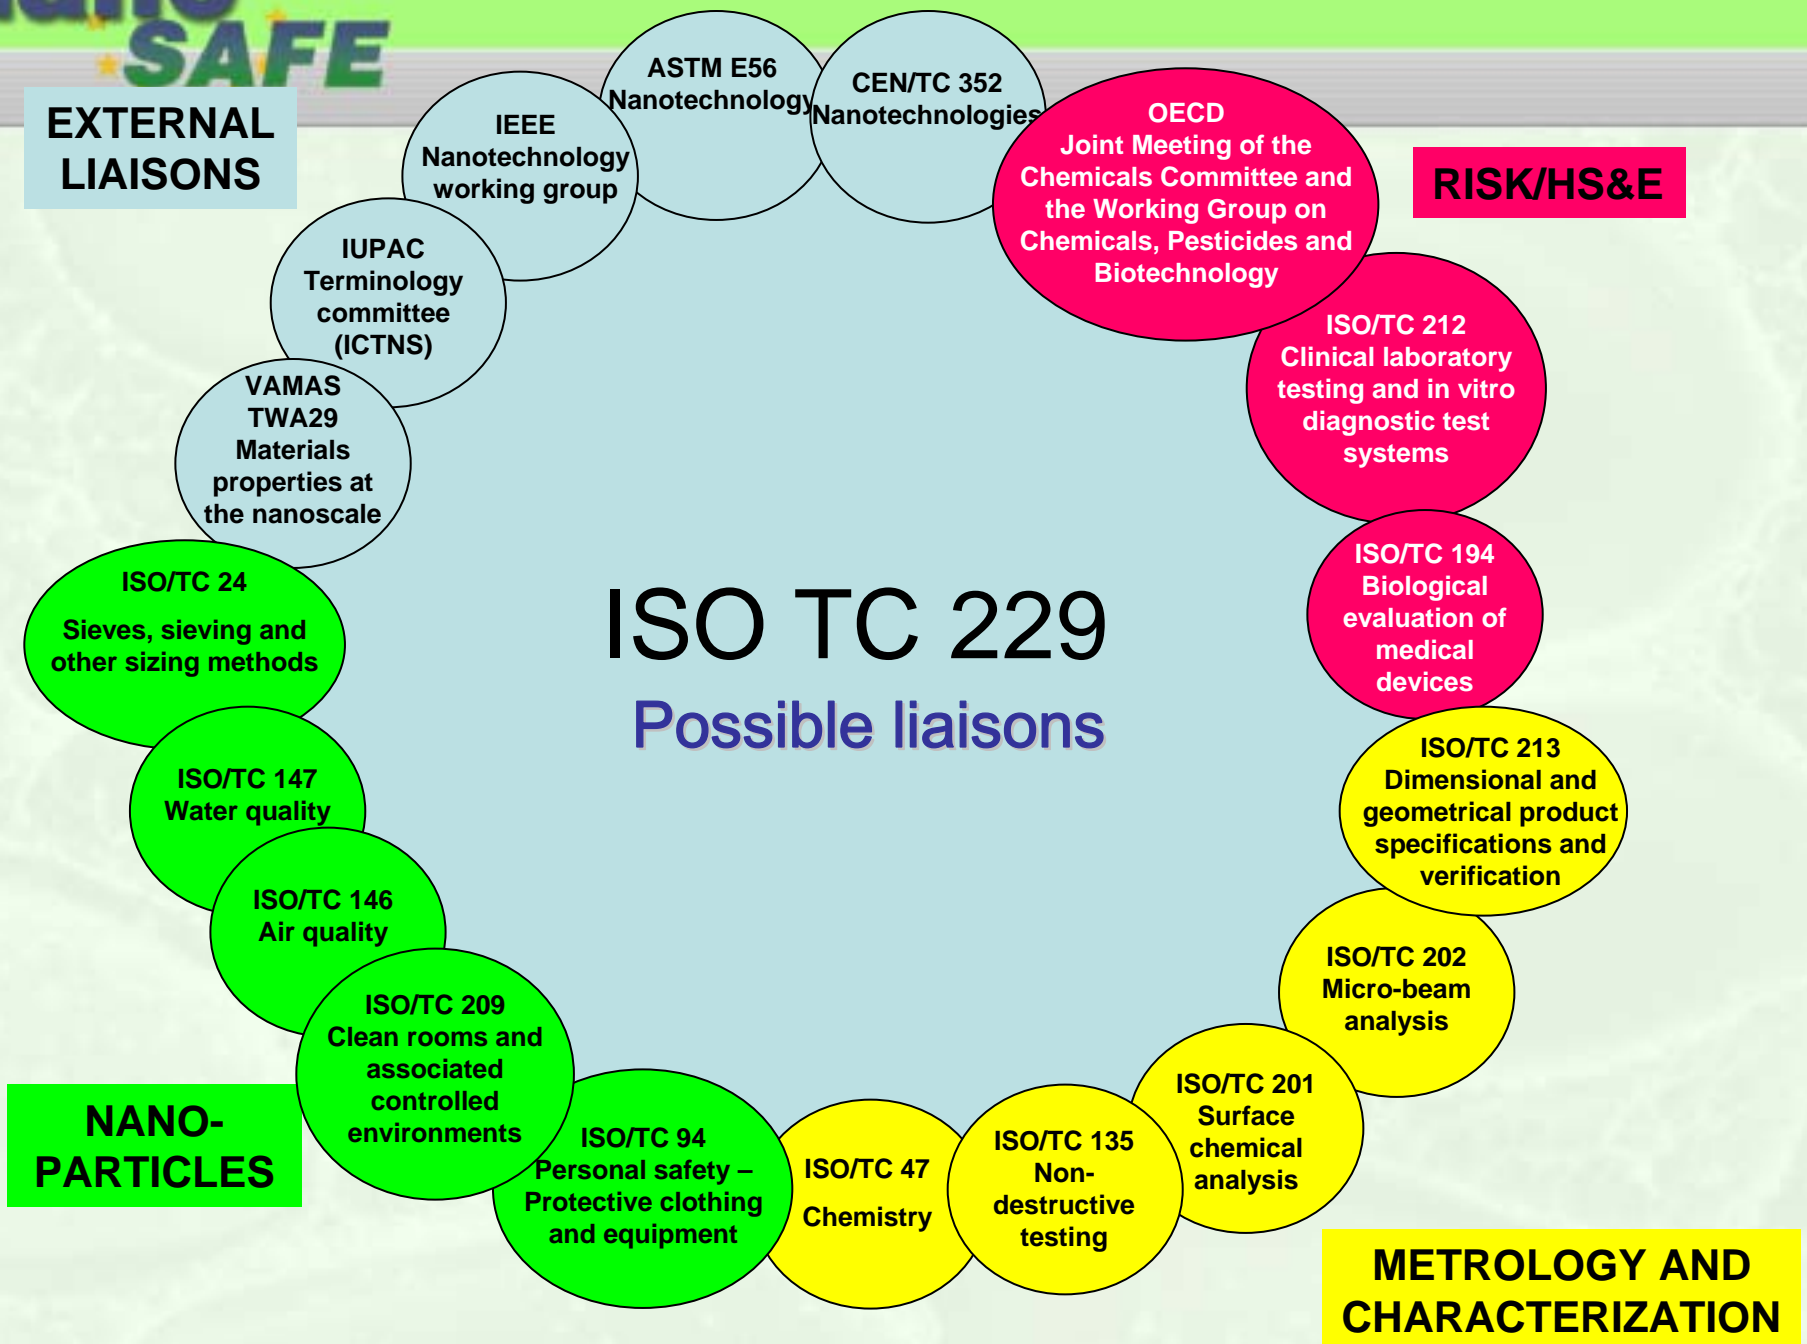 nano
SAFE
EXTERNAL
LIAISONS
ASTM E56
Nanotechnology
CEN/TC 352
Nanotechnologies
IEEE
Nanotechnology
working group
OECD
Joint Meeting of the
Chemicals Committee and
the Working Group on
Chemicals, Pesticides and
Biotechnology
RISK/HS&E
IUPAC
Terminology
committee
(ICTNS)
ISO/TC 212
Clinical laboratory
testing and in vitro
diagnostic test
systems
VAMAS
TWA29
Materials
properties at
the nanoscale
ISO/TC 24
Sieves, sieving and
other sizing methods
ISO TC 229
Possible liaisons
ISO/TC 194
Biological
evaluation of
medical
devices
ISO/TC 147
Water quality
ISO/TC 213
Dimensional and
geometrical product
specifications and
verification
ISO/TC 146
Air quality
ISO/TC 202
Micro-beam
analysis
ISO/TC 209
Clean rooms and
associated
controlled
environments
ISO/TC 201
Surface
chemical
analysis
NANO-
PARTICLES
ISO/TC 94
Personal safety –
Protective clothing
and equipment
ISO/TC 47
Chemistry
ISO/TC 135
Non-
destructive
testing
METROLOGY AND
CHARACTERIZATION